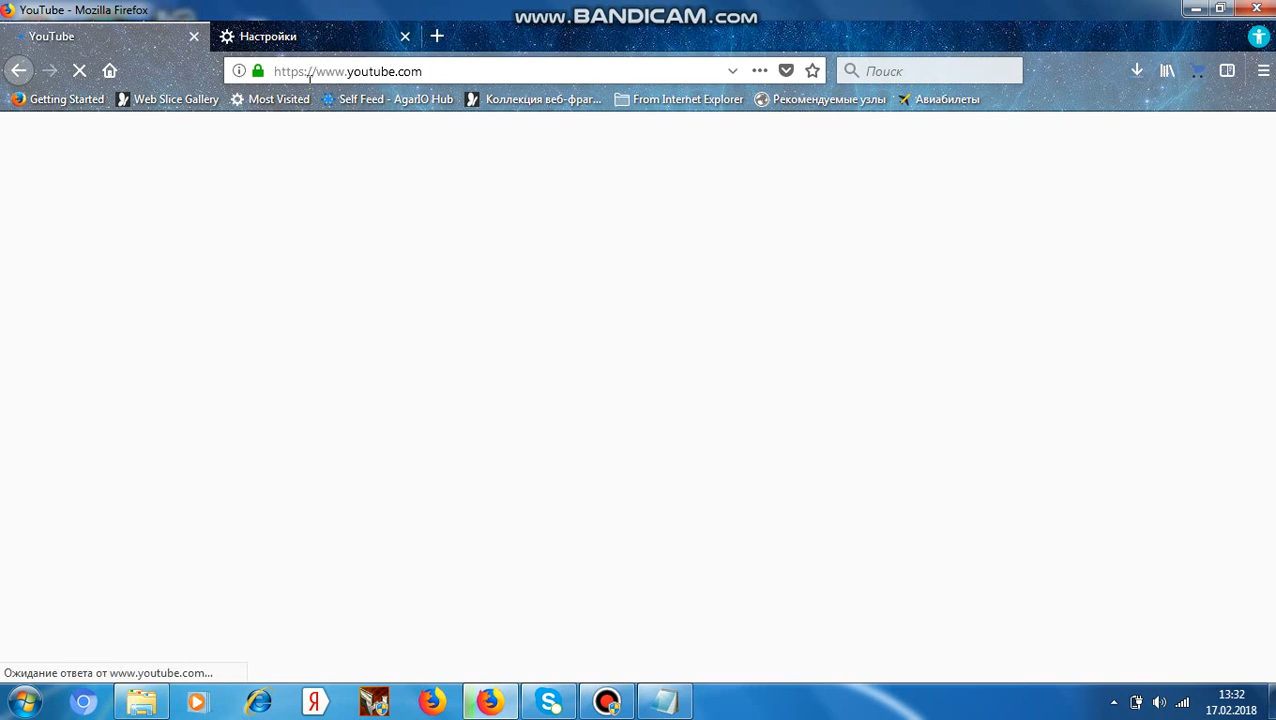 YouTube - Mozilla Firefox
www.BANDICAM.com
YouTube
Настройки
https://www.youtube.com
Поиск
Getting Started
Web Slice Gallery
Most Visited
Self Feed - AgarIO Hub
Коллекция веб-фраг...
From Internet Explorer
Рекомендуемые узлы
Авиабилеты
Ожидание ответа от www.youtube.com...
Я
13:32
17.02.2018